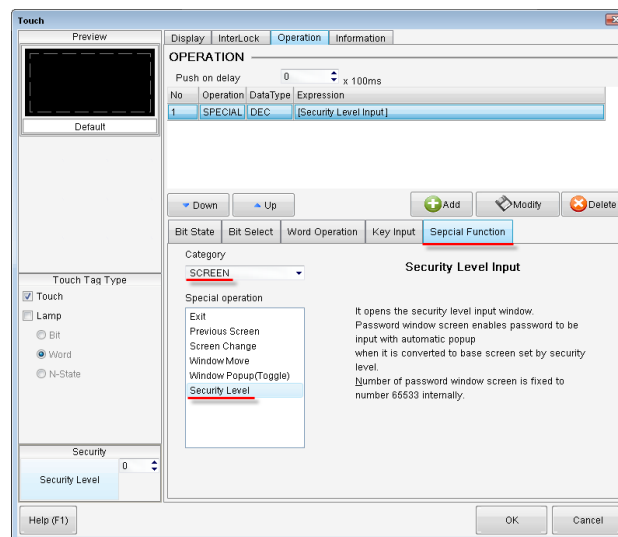 Touch
Preview
Default
Touch Tag Type
Touch
Lamp
Bit
Word
N-State
Security
Security Level
0
Display InterLock Operation Information
OPERATION
Push on delay 0 x 100ms
No Operation DataType Expression
1 SPECIAL DEC [Security Level Input]
Down Up Add Modify Delete
Bit State Bit Select Word Operation Key Input Sepcial Function
Category
SCREEN
Special operation
Exit
Previous Screen
Screen Change
Window Move
Window Popup(Toggle)
Security Level
Security Level Input
It opens the security level input window.
Password window screen enables password to be
input with automatic popup
when it is converted to base screen set by security
level.
Number of password window screen is fixed to
number 65533 internally.
Help (F1) OK Cancel